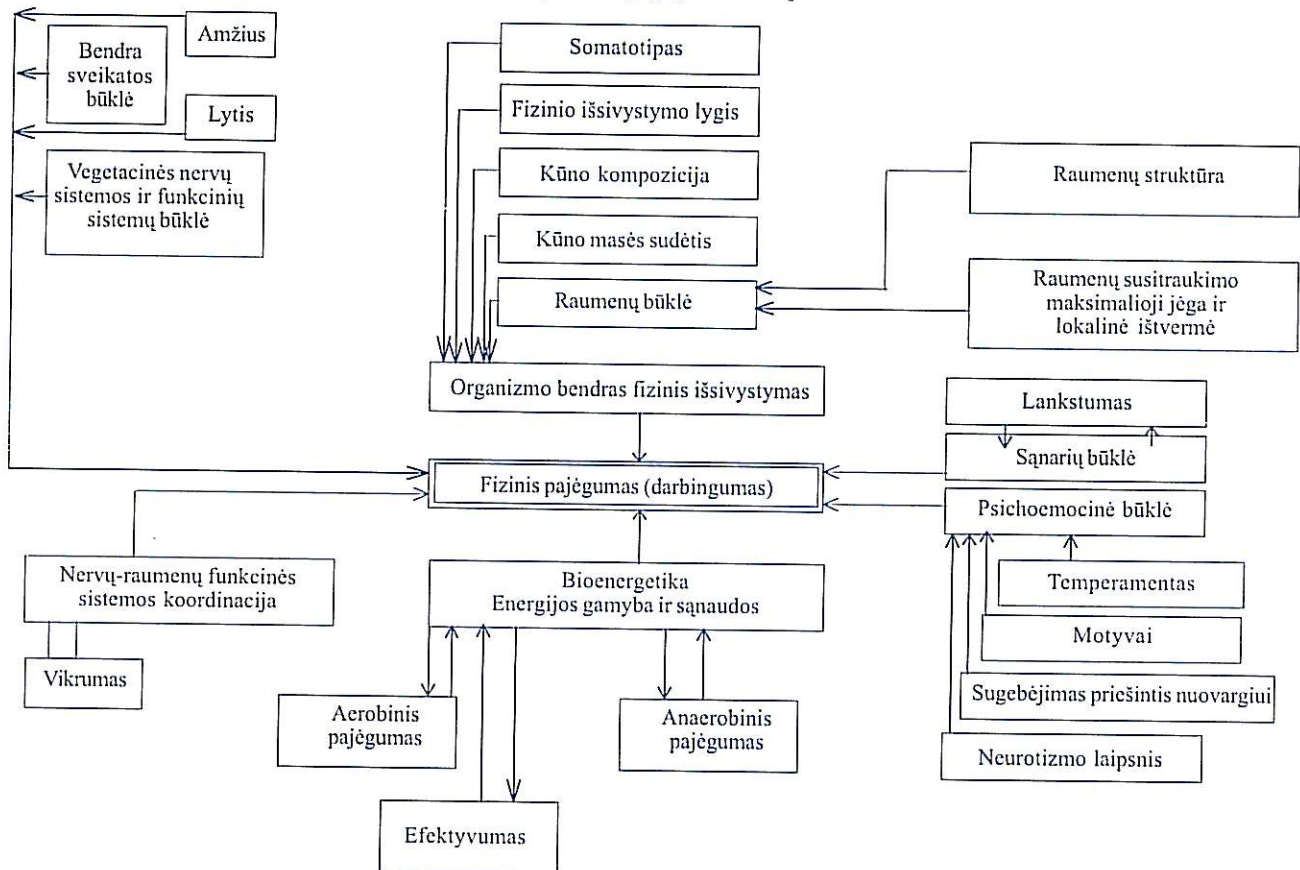 Amžius
Bendra
sveikatos
būklė
Lytis
Vegetacinės nervų
sistemos ir funkcinių
sistemų būklė
Somatotipas
Fizinio išsivystymo lygis
Kūno kompozicija
Kūno masės sudėtis
Raumenų būklė
Raumenų struktūra
Raumenų susitraukimo
maksimalioji jėga ir
lokalinė ištvermė
Organizmo bendras fizinis išsivystymas
Lankstumas
Sąnarių būklė
Fizinis pajėgumas (darbingumas)
Psichoemocinė būklė
Nervų-raumenų funkcinės
sistemos koordinacija
Vikrumas
Bioenergetika
Energijos gamyba ir sąnaudos
Temperamentas
Motyvai
Sugebėjimas priešintis nuovargiui
Neurotizmo laipsnis
Aerobinis
pajėgumas
Anaerobinis
pajėgumas
Efektyvumas